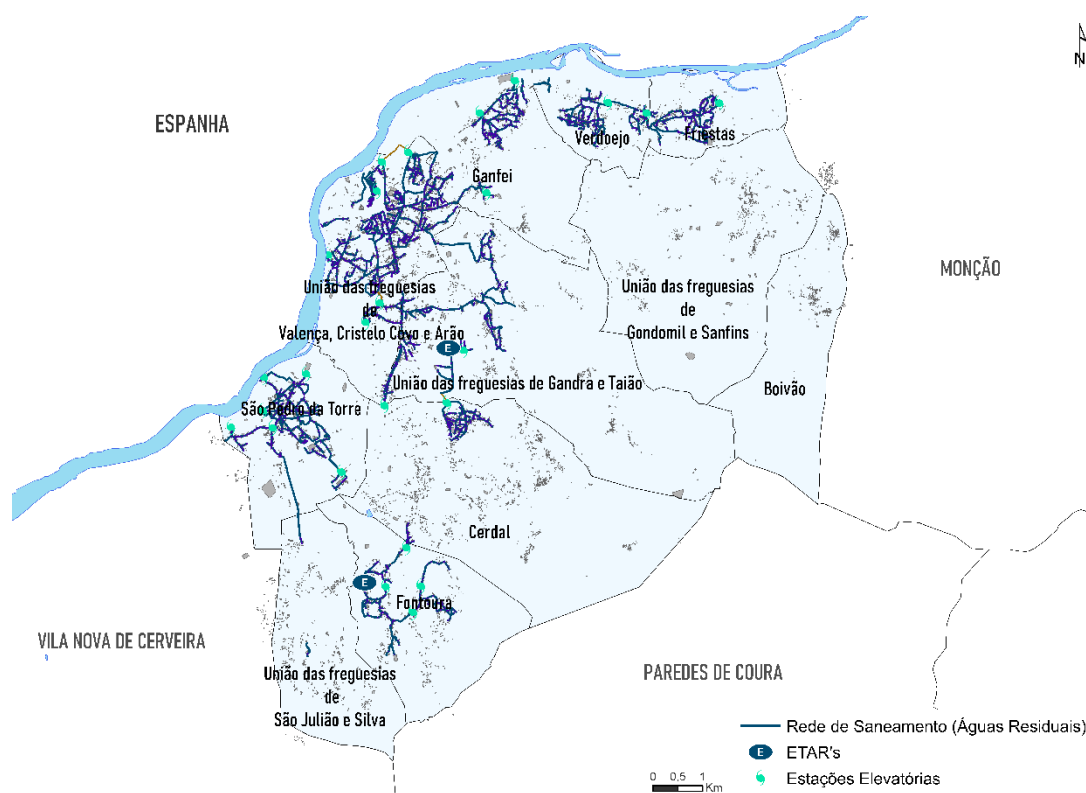 N
ESPANHA
Verdoejo
Friestas
Ganfei
MONÇÃO
União das freguesias
de
Valença, Cristelo Covo e Arão
União das freguesias
de
Gondomil e Sanfins
E
União das freguesias de Gandra e Taião
Boivão
São Pedro da Torre
Cerdal
E
Fontoura
VILA NOVA DE CERVEIRA
União das freguesias
de
São Julião e Silva
PAREDES DE COURA
Rede de Saneamento (Águas Residuais)
E ETAR's
Estações Elevatórias
0 0,5 1
Km